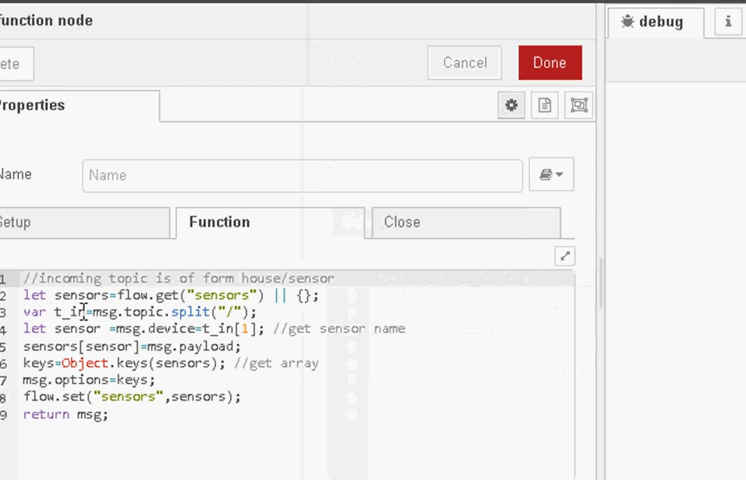 function node
debug
i
ete
Cancel
Done
Properties
Name
Name
Setup
Function
Close
1 //incoming topic is of form house/sensor
2 let sensors=flow.get("sensors") || {};
3 var t_in=msg.topic.split("/");
4 let sensor =msg.device=t_in[1]; //get sensor name
5 sensors[sensor]=msg.payload;
6 keys=Object.keys(sensors); //get array
7 msg.options=keys;
8 flow.set("sensors",sensors);
9 return msg;